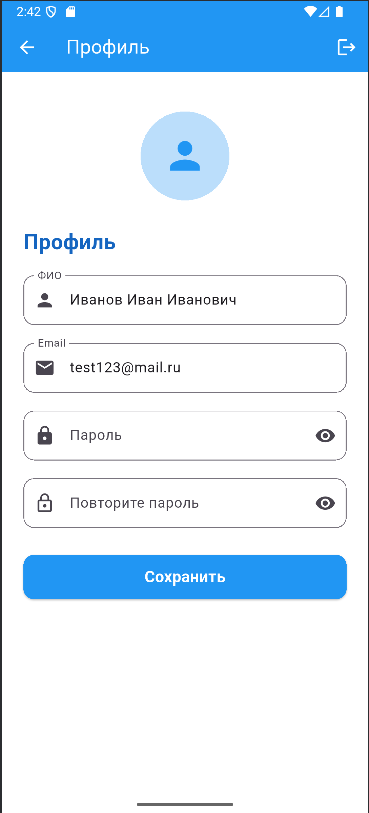 2:42
Профиль
Профиль
ФИО
Иванов Иван Иванович
Email
test123@mail.ru
Пароль
Повторите пароль
Сохранить